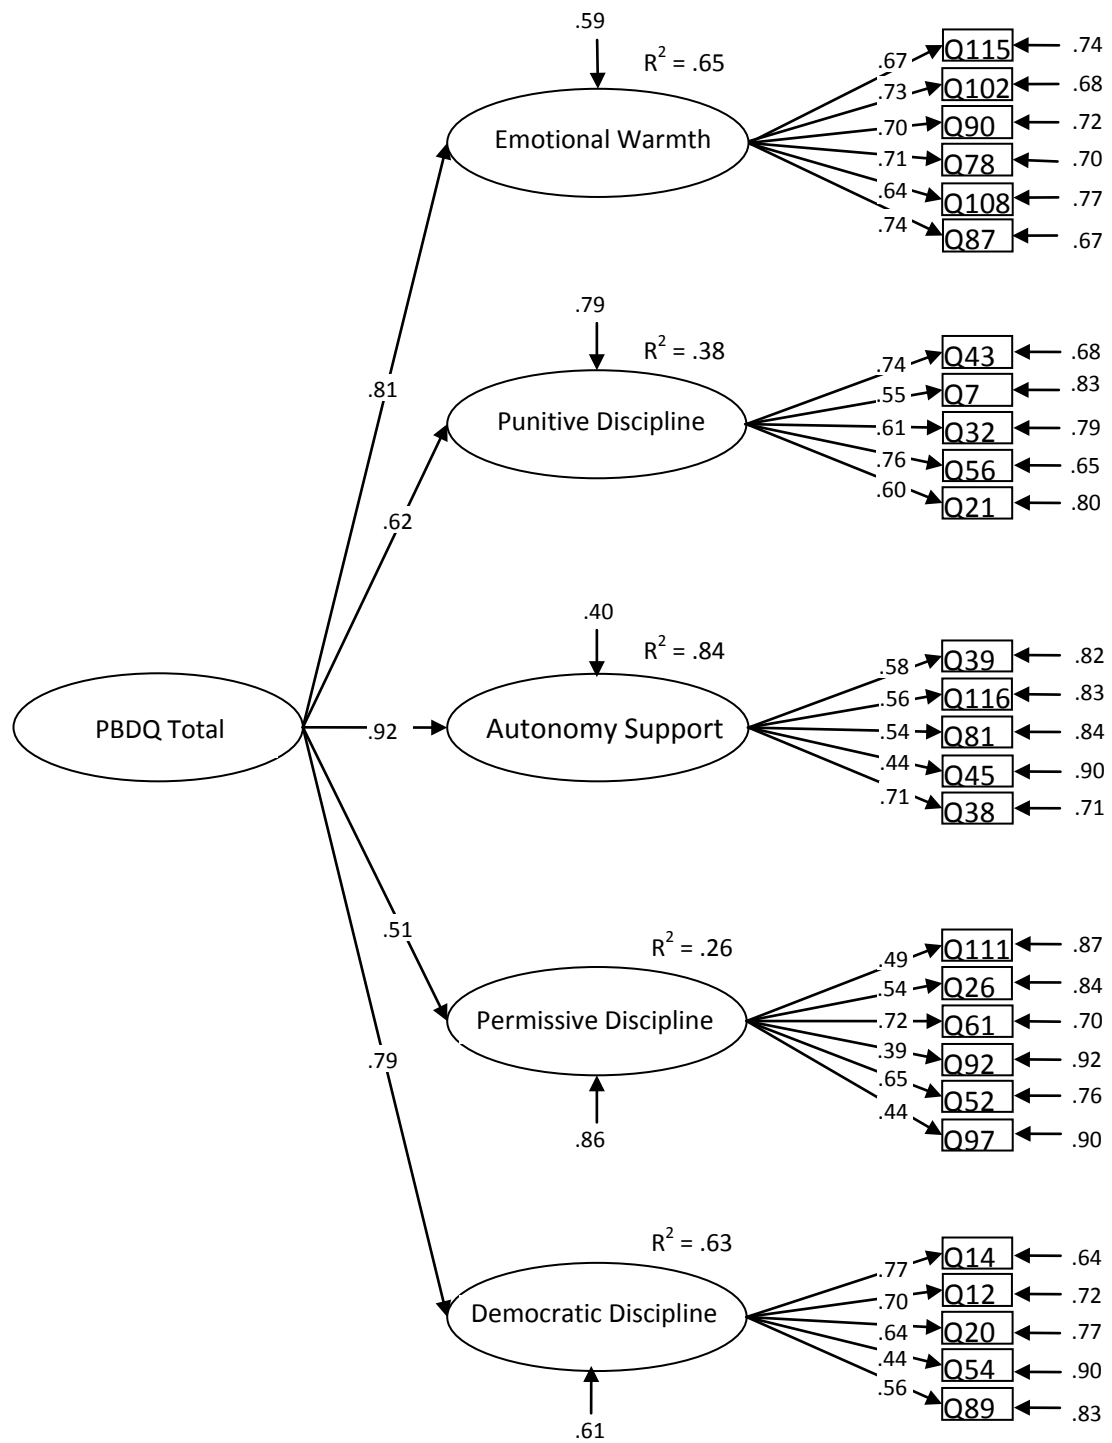 .59
R² = .65
Emotional Warmth
.67 Q115 .74
.73 Q102 .68
.70 Q90 .72
.71 Q78 .70
.64 Q108 .77
.74 Q87 .67
.79
R² = .38
Punitive Discipline
.74 Q43 .68
.55 Q7 .83
.61 Q32 .79
.76 Q56 .65
.60 Q21 .80
.81
.62
.40
R² = .84
PBDQ Total
.92
Autonomy Support
.58 Q39 .82
.56 Q116 .83
.54 Q81 .84
.44 Q45 .90
.71 Q38 .71
.51
.79
R² = .26
Permissive Discipline
.86
.49 Q111 .87
.54 Q26 .84
.72 Q61 .70
.39 Q92 .92
.65 Q52 .76
.44 Q97 .90
R² = .63
Democratic Discipline
.61
.77 Q14 .64
.70 Q12 .72
.64 Q20 .77
.44 Q54 .90
.56 Q89 .83